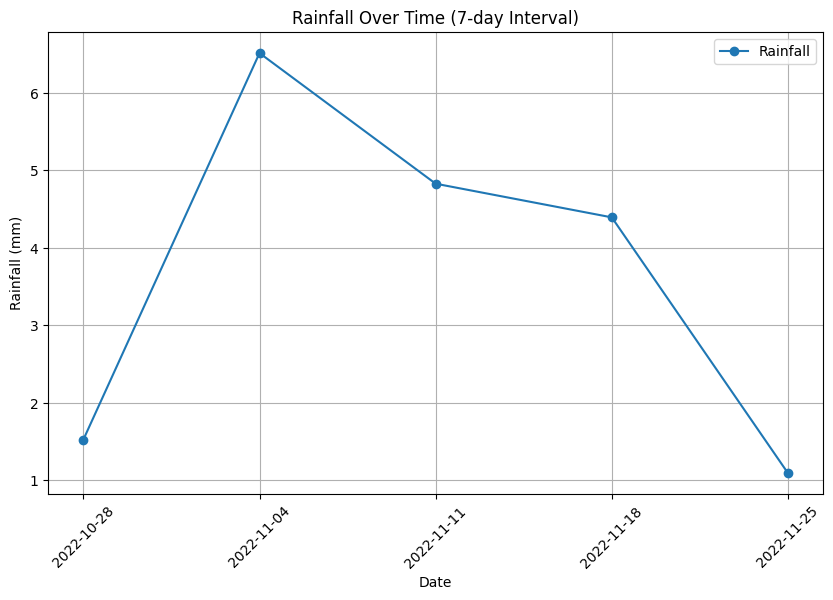 Rainfall Over Time (7-day Interval)
Rainfall
Rainfall (mm)
6
5
4
3
2
1
2022-10-28
2022-11-04
2022-11-11
2022-11-18
2022-11-25
Date